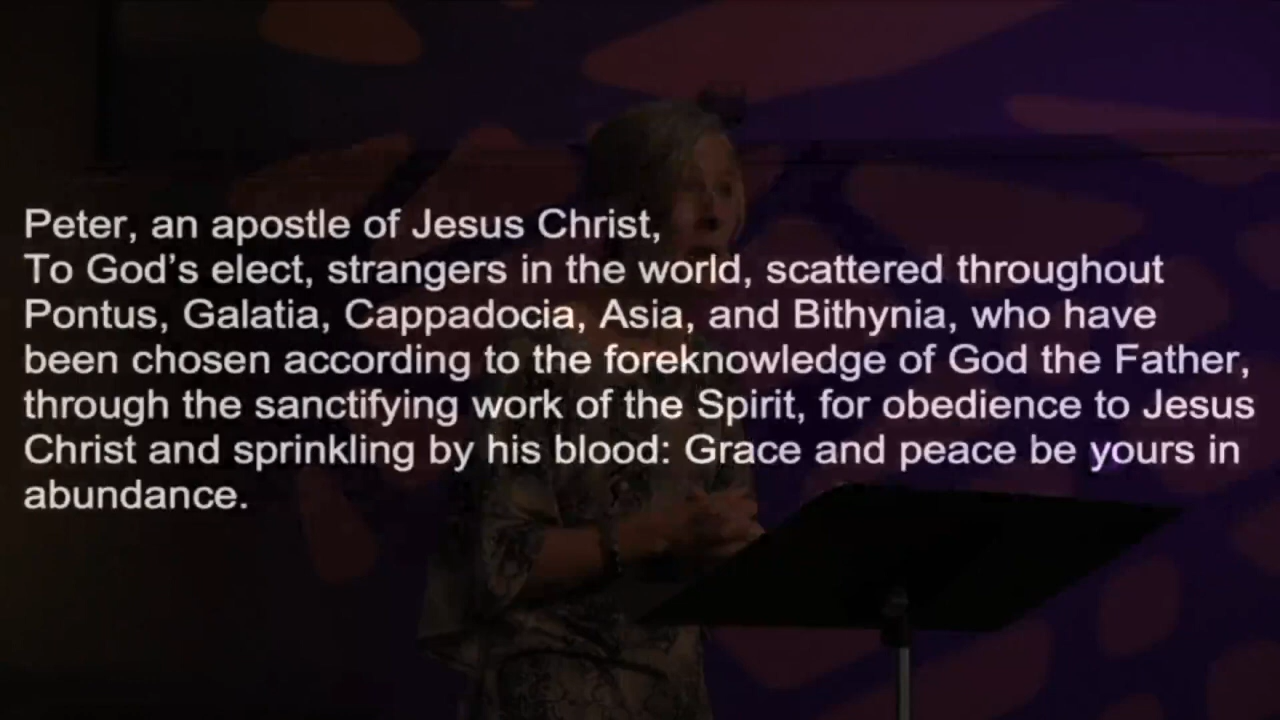 Peter, an apostle of Jesus Christ,
To God’s elect, strangers in the world, scattered throughout
Pontus, Galatia, Cappadocia, Asia, and Bithynia, who have
been chosen according to the foreknowledge of God the Father,
through the sanctifying work of the Spirit, for obedience to Jesus
Christ and sprinkling by his blood: Grace and peace be yours in
abundance.